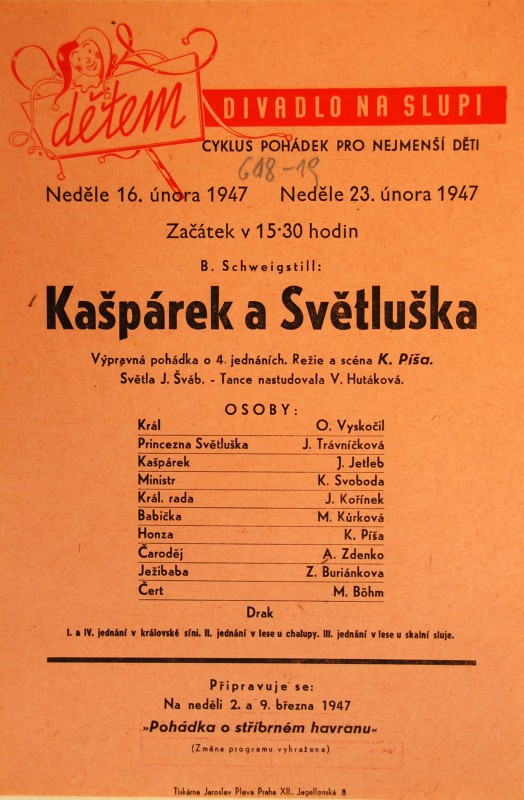 dětem
DIVADLO NA SLUPI
CYKLUS POHÁDEK PRO NEJMENŠÍ DĚTI
618-19
Neděle 16. února 1947 Neděle 23. února 1947
Začátek v 15·30 hodin
B. Schweigstill:
Kašpárek a Světluška
Výpravná pohádka o 4. jednáních. Režie a scéna K. Píša.
Světla J. Šváb. - Tance nastudovala V. Hutáková.
OSOBY:
Král O. Vyskočil
Princezna Světluška J. Trávníčková
Kašpárek J. Jetleb
Ministr K. Svoboda
Král. rada J. Kořínek
Babička M. Kůrková
Honza K. Píša
Čaroděj A. Zdenko
Ježibaba Z. Buriánkova
Čert M. Böhm
Drak
I. a IV. jednání v královské síni. II. jednání v lese u chalupy. III. jednání v lese u skalní sluje.
Připravuje se:
Na neděli 2. a 9. března 1947
»Pohádka o stříbrném havranu«
(Změna programu vyhražena)
Tiskárna Jaroslav Pleva Praha XII., Jagellonská 8